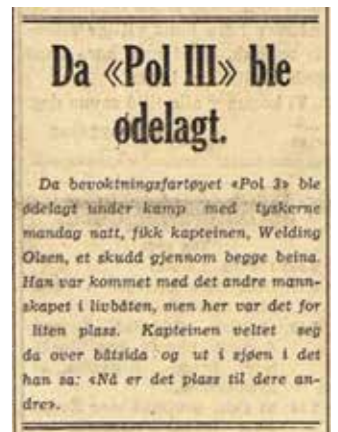 Da «Pol III» ble
ødelagt.
Da bevoktningsfartøyet «Pol 3» ble
ødelagt under kamp med tyskerne
mandag natt, fikk kapteinen, Welding
Olsen, et skudd gjennom begge beina.
Han var kommet med det andre mann-
skapet i livbåten, men her var det for
liten plass. Kapteinen veltet seg
da over båtsida og ut i sjøen i det
han sa: «Nå er det plass til dere an-
dre».